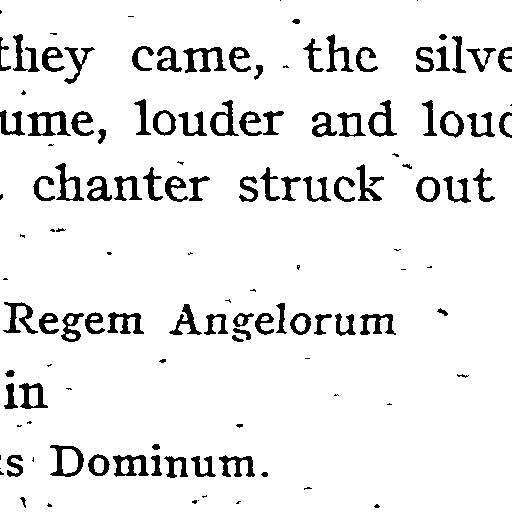 they came, the silve
ume, louder and loud
chanter struck out
Regem Angelorum
in
s Dominum.